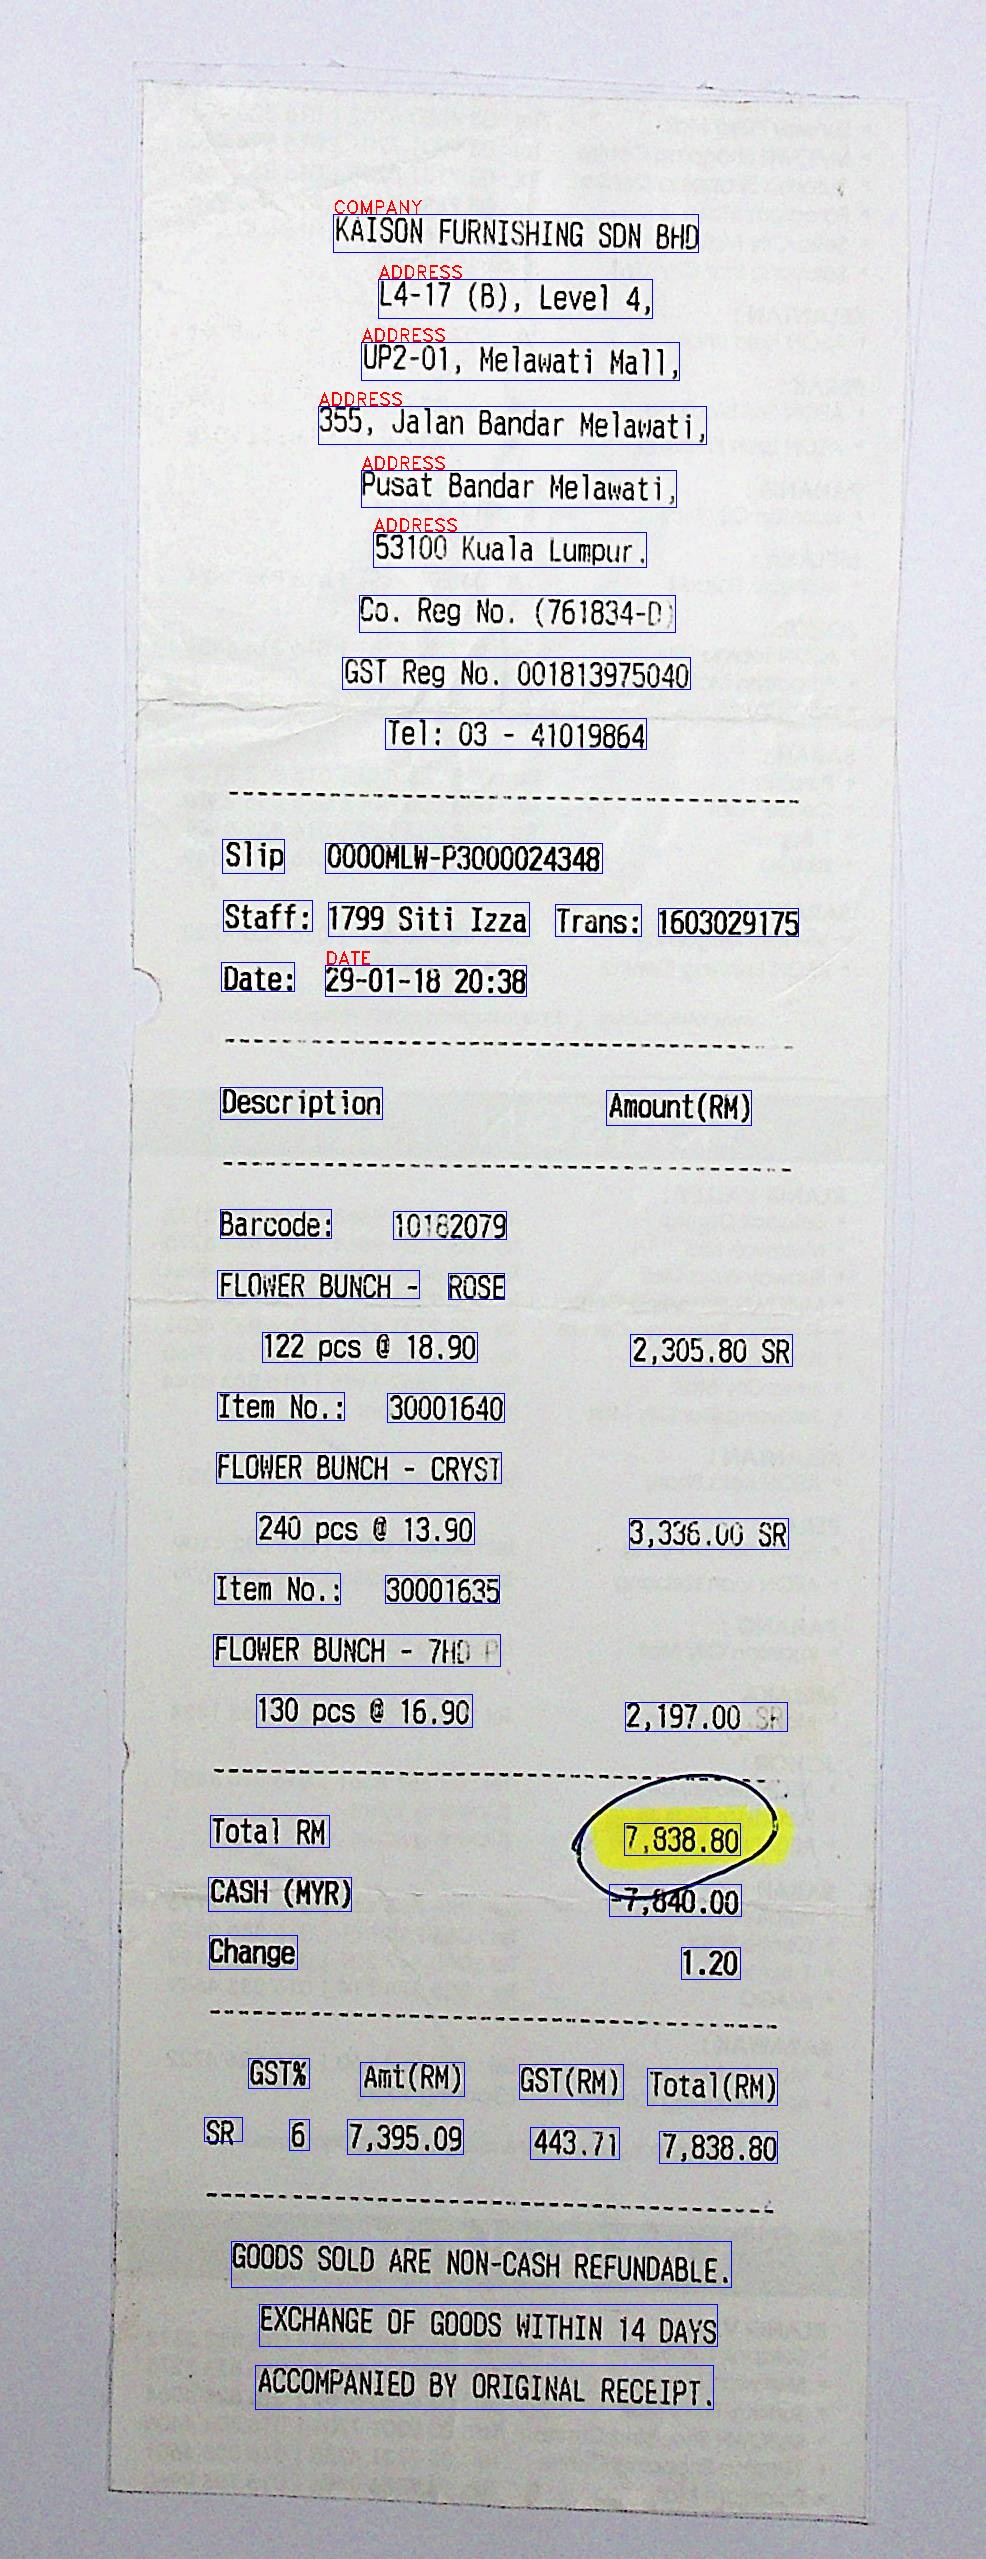 COMPANY
KAISON FURNISHING SDN BHD
ADDRESS
L4-17 (B), Level 4,
ADDRESS
UP2-01, Melawati Mall,
ADDRESS
355, Jalan Bandar Melawati,
ADDRESS
Pusat Bandar Melawati,
ADDRESS
53100 Kuala Lumpur.
Co. Reg No. (761834-D)
GST Reg No. 001813975040
Tel: 03 - 41019864
Slip 0000MLW-P3000024348
Staff: 1799 Siti Izza Trans: 1603029175
DATE
Date: 29-01-18 20:38
Description Amount(RM)
Barcode: 10182079
FLOWER BUNCH - ROSE
122 pcs @ 18.90 2,305.80 SR
Item No.: 30001640
FLOWER BUNCH - CRYST
240 pcs @ 13.90 3,336.00 SR
Item No.: 30001635
FLOWER BUNCH - 7HD P
130 pcs @ 16.90 2,197.00 SR
Total RM 7,838.80
CASH (MYR) -7,840.00
Change 1.20
GST% Amt(RM) GST(RM) Total(RM)
SR 6 7,395.09 443.71 7,838.80
GOODS SOLD ARE NON-CASH REFUNDABLE.
EXCHANGE OF GOODS WITHIN 14 DAYS
ACCOMPANIED BY ORIGINAL RECEIPT.